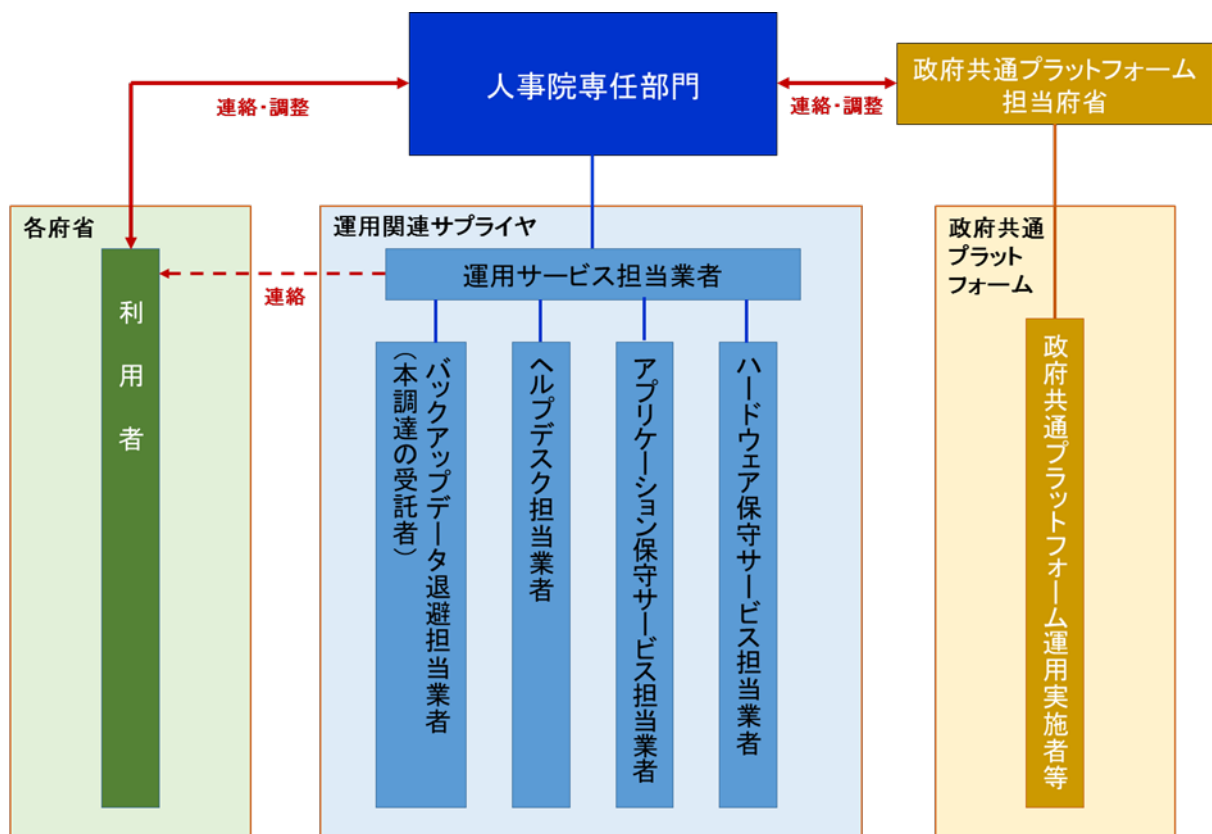 人事院専任部門
政府共通プラットフォーム
担当府省
連絡・調整
連絡・調整
各府省
運用関連サプライヤ
政府共通
プラット
フォーム
運用サービス担当業者
連絡
利用者
バックアップデータ退避担当業者
(本調達の受託者)
ヘルプデスク担当業者
アプリケーション保守サービス担当業者
ハードウェア保守サービス担当業者
政府共通プラットフォーム運用実施者等